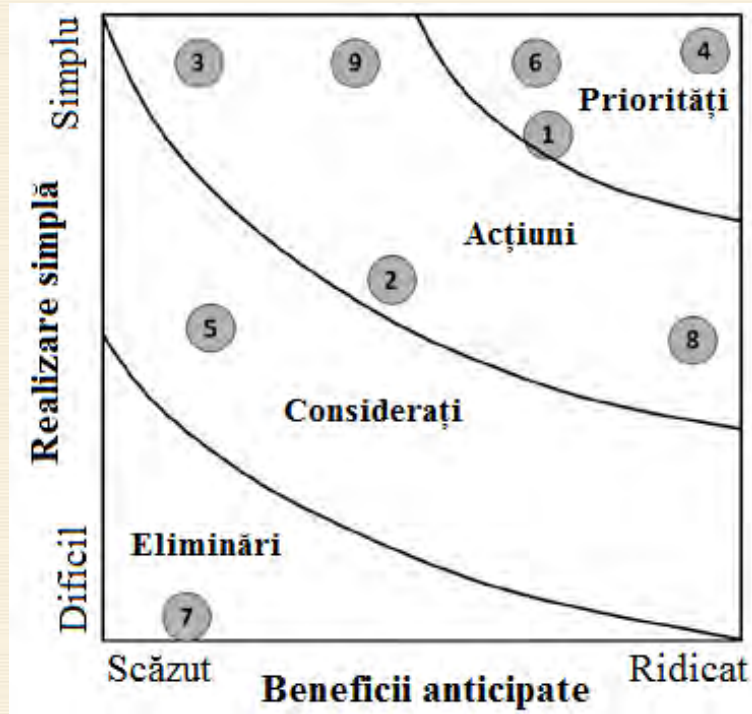 Simplu
3
9
6
4
Priorități
1
Acțiuni
2
8
5
Considerați
Realizare simplă
Eliminări
7
Dificil
Scăzut
Ridicat
Beneficii anticipate